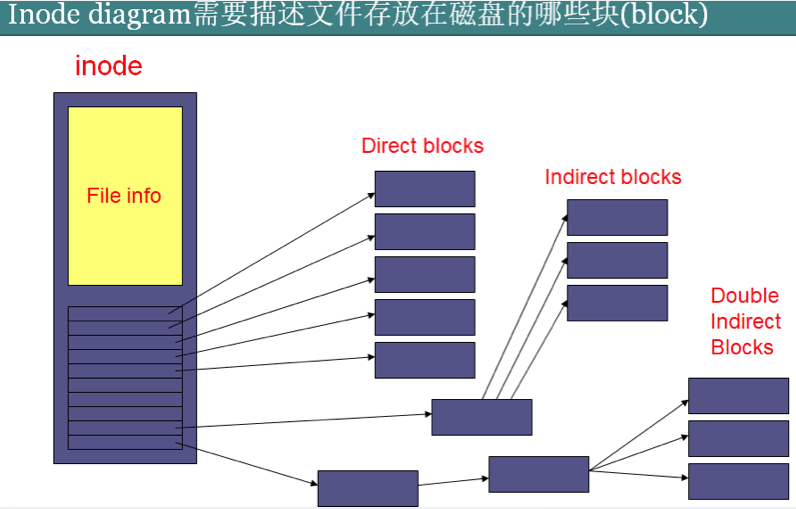 Inode diagram需要描述文件存放在磁盘的哪些块(block)
inode
File info
Direct blocks
Indirect blocks
Double
Indirect
Blocks